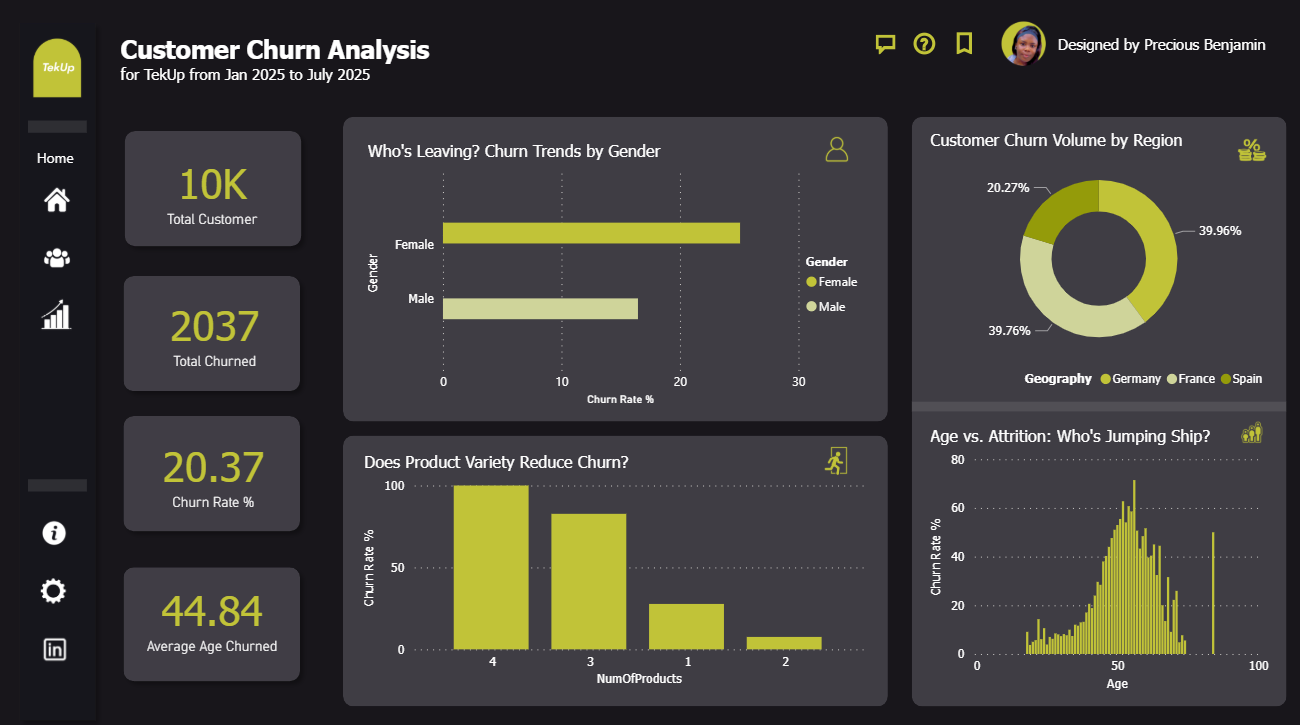 TekUp
Home
Customer Churn Analysis
for TekUp from Jan 2025 to July 2025
Designed by Precious Benjamin
10K
Total Customer
2037
Total Churned
20.37
Churn Rate %
44.84
Average Age Churned
Who's Leaving? Churn Trends by Gender
Gender
Female
Male
0 10 20 30
Churn Rate %
Gender
Female
Male
Does Product Variety Reduce Churn?
Churn Rate %
100
50
0
4 3 1 2
NumOfProducts
Customer Churn Volume by Region
%
20.27%
39.96%
39.76%
Geography Germany France Spain
Age vs. Attrition: Who's Jumping Ship?
Churn Rate %
80
60
40
20
0
0 50 100
Age
in